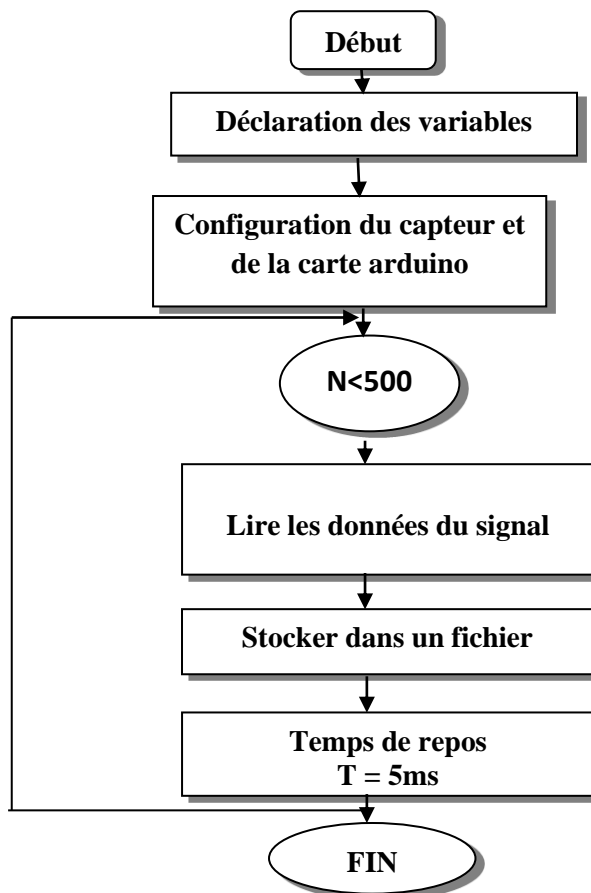 Début
Déclaration des variables
Configuration du capteur et
de la carte arduino
N<500
Lire les données du signal
Stocker dans un fichier
Temps de repos
T = 5ms
FIN